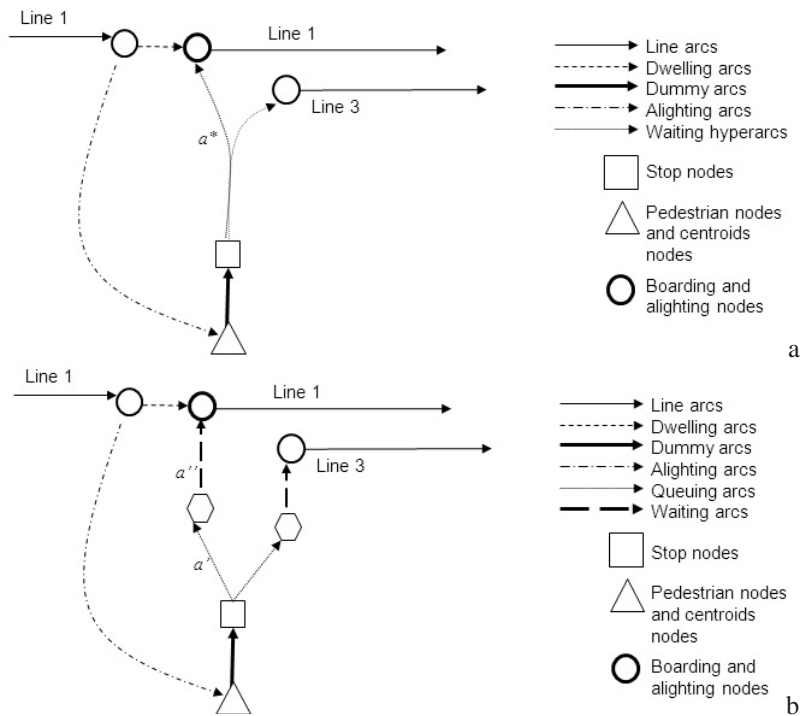 Line 1
Line 1
Line 3
a*
Line arcs
Dwelling arcs
Dummy arcs
Alighting arcs
Waiting hyperarcs
Stop nodes
Pedestrian nodes
and centroids
nodes
Boarding and
alighting nodes
a
Line 1
Line 1
Line 3
a''
a'
Line arcs
Dwelling arcs
Dummy arcs
Alighting arcs
Queuing arcs
Waiting arcs
Stop nodes
Pedestrian nodes
and centroids
nodes
Boarding and
alighting nodes
b